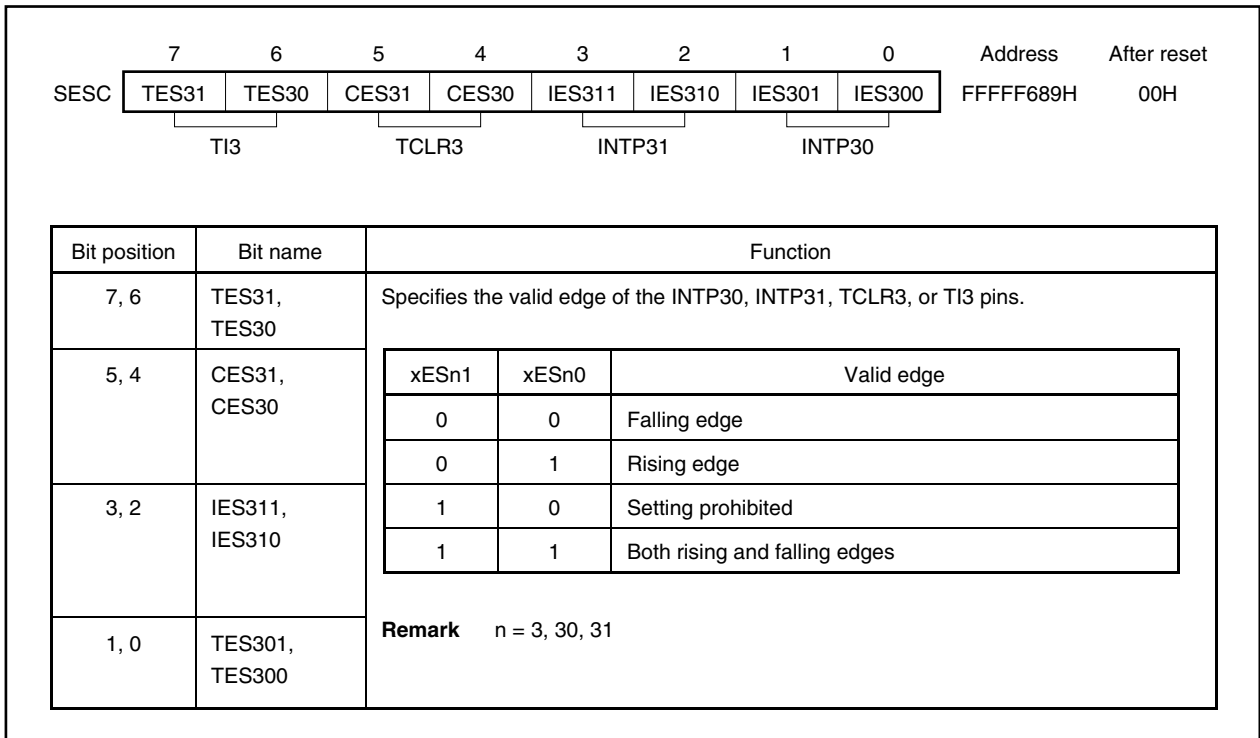 7 6 5 4 3 2 1 0 Address After reset
SESC TES31 TES30 CES31 CES30 IES311 IES310 IES301 IES300 FFFFF689H 00H
TI3 TCLR3 INTP31 INTP30
Bit position Bit name Function
7, 6 TES31, Specifies the valid edge of the INTP30, INTP31, TCLR3, or TI3 pins.
TES30
5, 4 CES31, xESn1 xESn0 Valid edge
CES30
0 0 Falling edge
0 1 Rising edge
3, 2 IES311, 1 0 Setting prohibited
IES310
1 1 Both rising and falling edges
1, 0 TES301, Remark n = 3, 30, 31
TES300